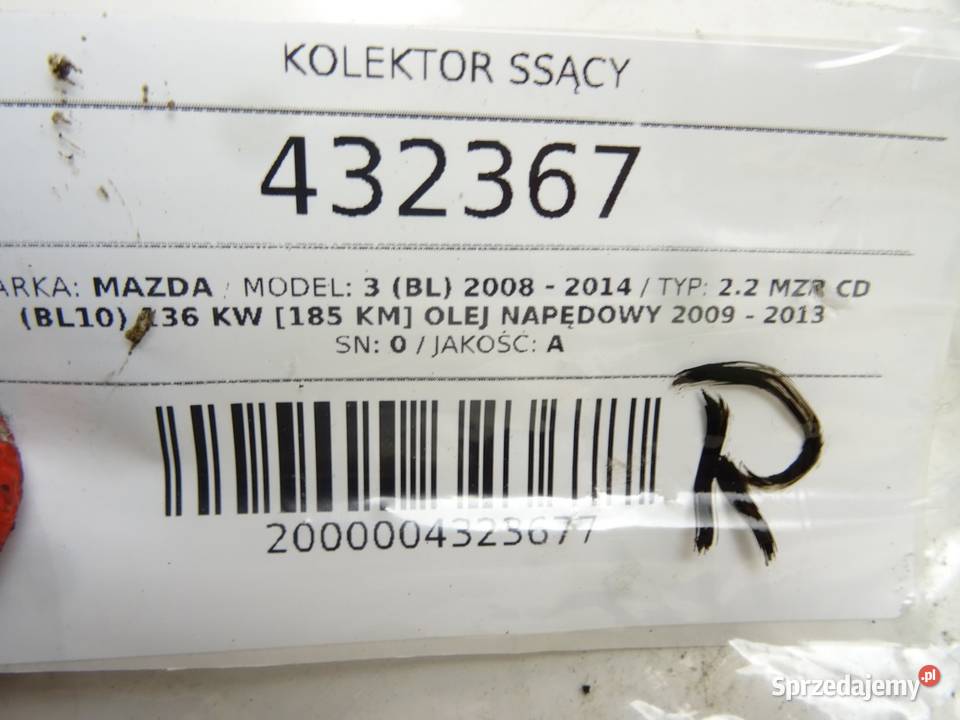 KOLEKTOR SSĄCY
432367
ARKA: MAZDA / MODEL: 3 (BL) 2008 - 2014 / TYP: 2.2 MZR CD
(BL10) 136 KW [185 KM] OLEJ NAPĘDOWY 2009 - 2013
SN: 0 / JAKOŚĆ: A
R
2000004323677
Sprzedajemy.pl